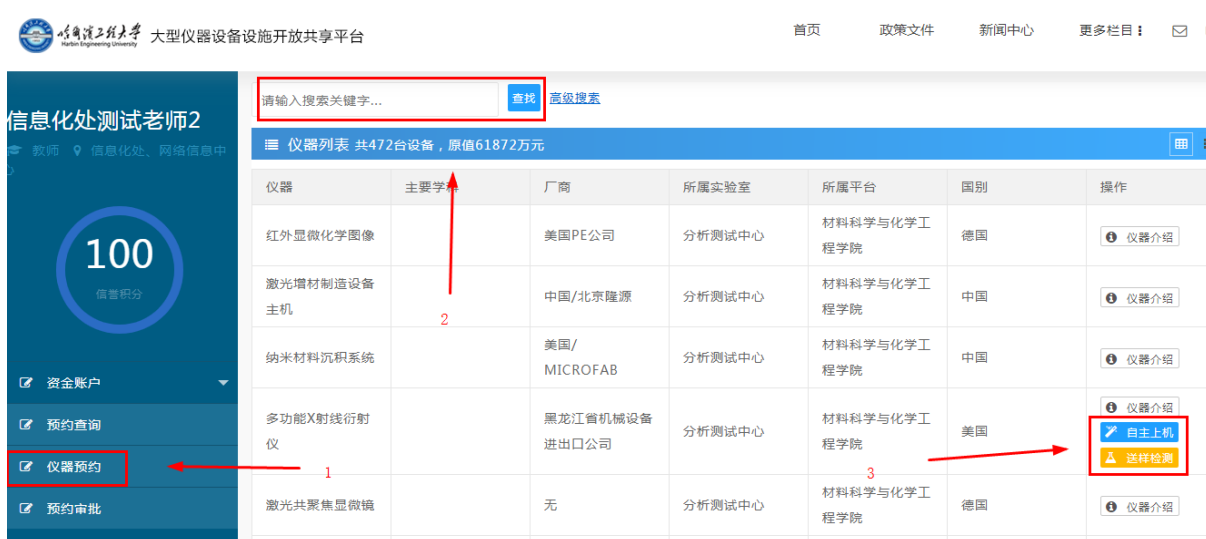 哈尔滨工程大学 大型仪器设备设施开放共享平台
Harbin Engineering University
首页 政策文件 新闻中心 更多栏目
请输入搜索关键字... 查找 高级搜索
信息化处测试老师2
教师 信息化处、网络信息中
心
仪器列表 共472台设备，原值61872万元
仪器 主要学科 厂商 所属实验室 所属平台 国别 操作
红外显微化学图像 美国PE公司 分析测试中心 材料科学与化学工 德国 仪器介绍
程学院
100
信誉积分
激光增材制造设备 中国/北京隆源 分析测试中心 材料科学与化学工 中国 仪器介绍
主机 程学院
2
纳米材料沉积系统 美国/ 分析测试中心 材料科学与化学工 中国 仪器介绍
MICROFAB 程学院
资金账户
预约查询
仪器预约
预约审批
多功能X射线衍射 黑龙江省机械设备 分析测试中心 材料科学与化学工 美国 仪器介绍
仪 进出口公司 程学院 自主上机
送样检测
1
3
激光共聚焦显微镜 无 分析测试中心 材料科学与化学工 德国 仪器介绍
程学院